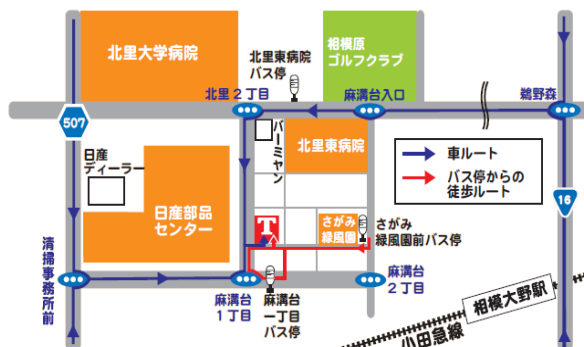 北里大学病院
北里東病院
バス停
相模原
ゴルフクラブ
北里2丁目
麻溝台入口
鵜野森
507
バーミヤン
北里東病院
車ルート
バス停からの
徒歩ルート
日産
ディーラー
日産部品
センター
T
さがみ
緑風園
さがみ
緑風園前バス停
16
清掃事務所前
麻溝台
1丁目
麻溝台
一丁目
バス停
麻溝台
2丁目
相模大野駅
小田急線